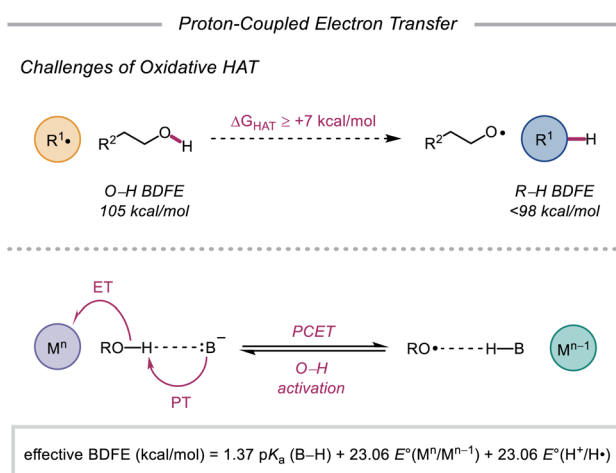 Proton-Coupled Electron Transfer
Challenges of Oxidative HAT
R¹• R² O H ΔG_HAT ≥ +7 kcal/mol R² O• R¹ H
O–H BDFE R–H BDFE
105 kcal/mol <98 kcal/mol
ET
Mⁿ RO H :B⁻ PCET RO• H–B Mⁿ⁻¹
O–H
activation
PT
effective BDFE (kcal/mol) = 1.37 pKₐ (B–H) + 23.06 E°(Mⁿ/Mⁿ⁻¹) + 23.06 E°(H⁺/H•)